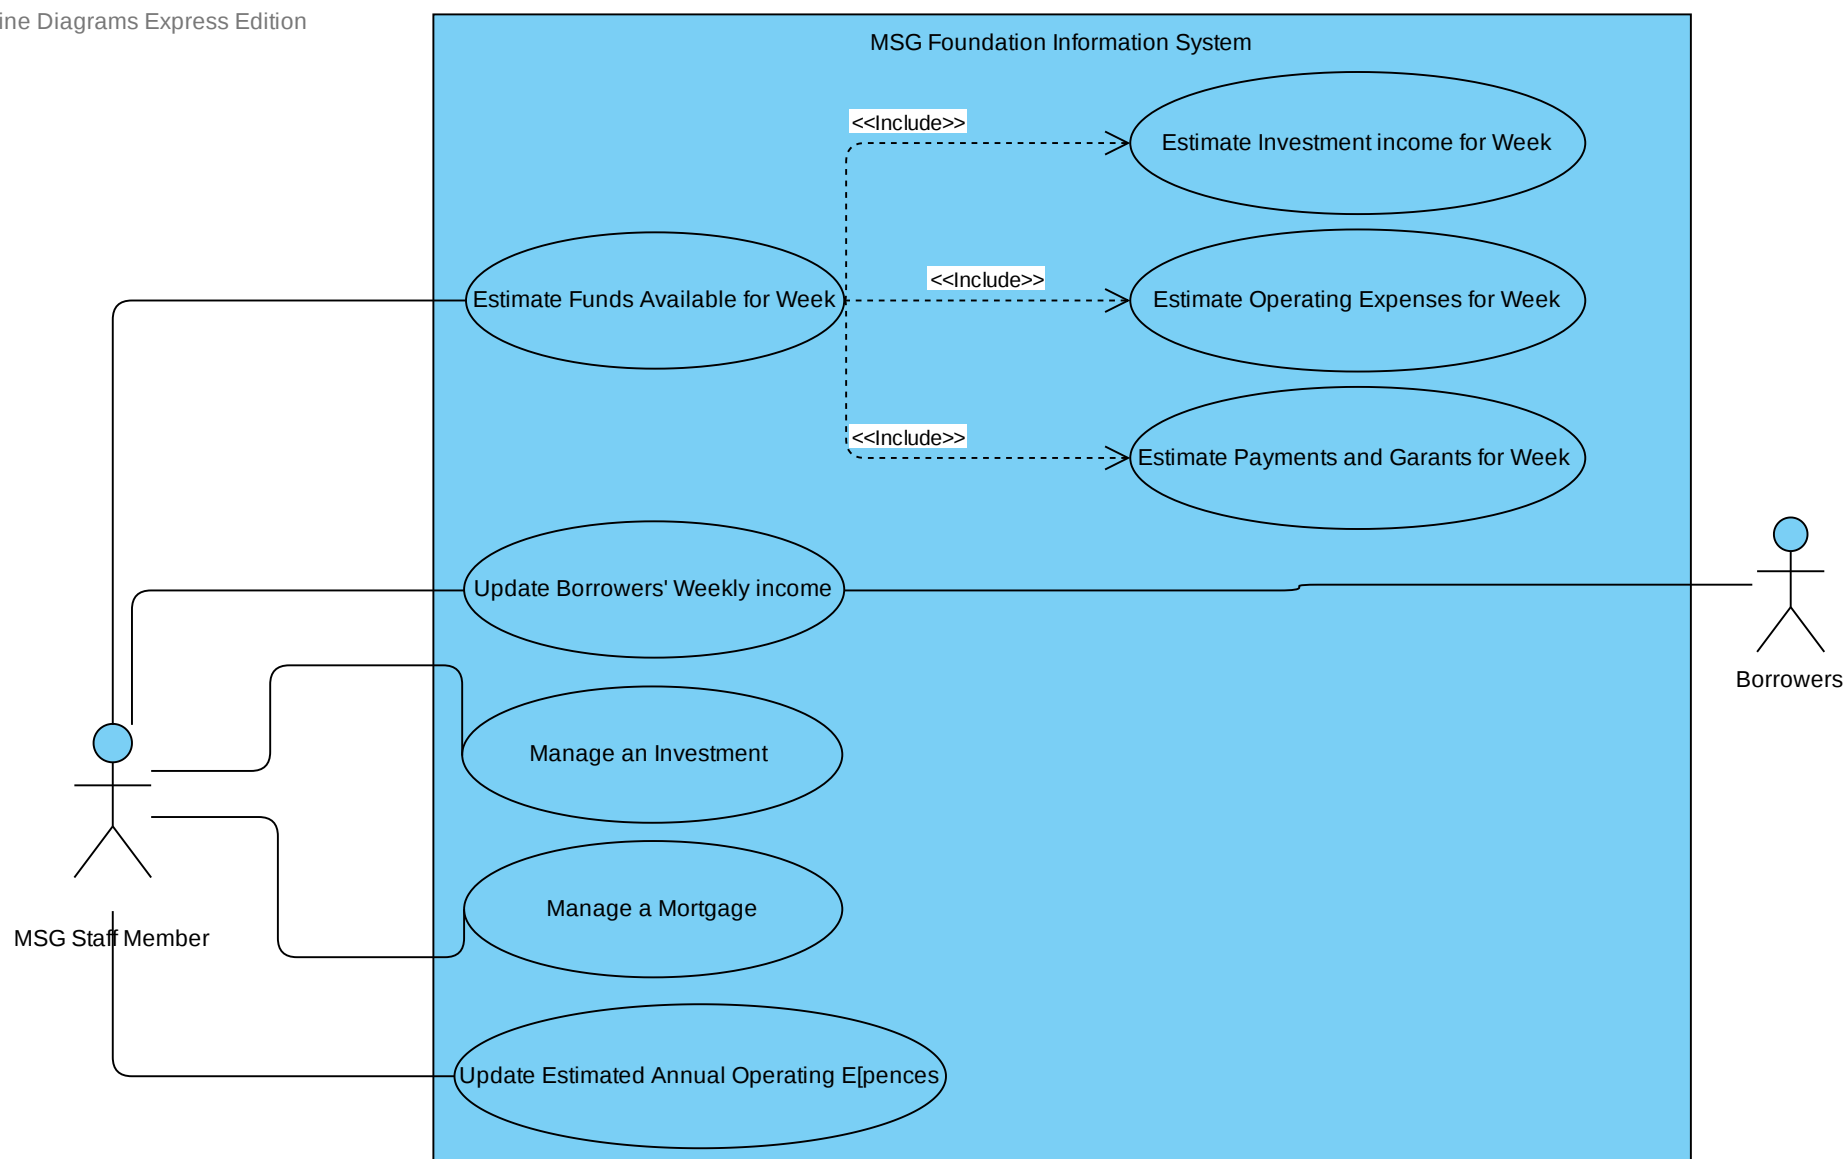 ine Diagrams Express Edition
MSG Foundation Information System
<<Include>>
Estimate Investment income for Week
<<Include>>
Estimate Funds Available for Week
Estimate Operating Expenses for Week
<<Include>>
Estimate Payments and Garants for Week
Update Borrowers' Weekly income
Borrowers
Manage an Investment
Manage a Mortgage
MSG Staff Member
Update Estimated Annual Operating E[pences